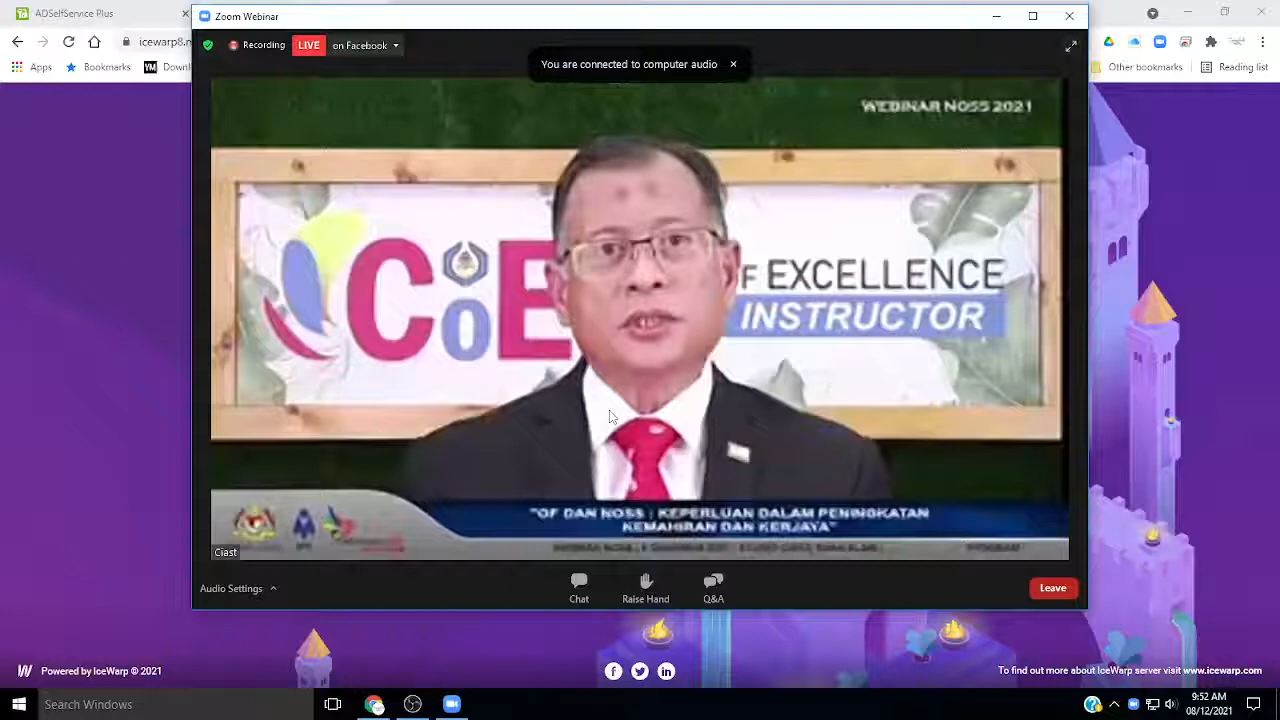 ADSelfService Plus
Zoom Webinar
icewarp8.n
Apps
Bookmarks
YM Downl
Other bookmarks
Reading list
Recording
LIVE
on Facebook
You are connected to computer audio
WEBINAR NOSS 2021
CoE
F EXCELLENCE
INSTRUCTOR
"OF DAN NOSS : KEPERLUAN DALAM PENINGKATAN
KEMAHIRAN DAN KERJAYA"
Ciast
Audio Settings
Chat
Raise Hand
Q&A
Leave
Powered by IceWarp © 2021
To find out more about IceWarp server visit www.icewarp.com
Search Windows
9:52 AM
08/12/2021